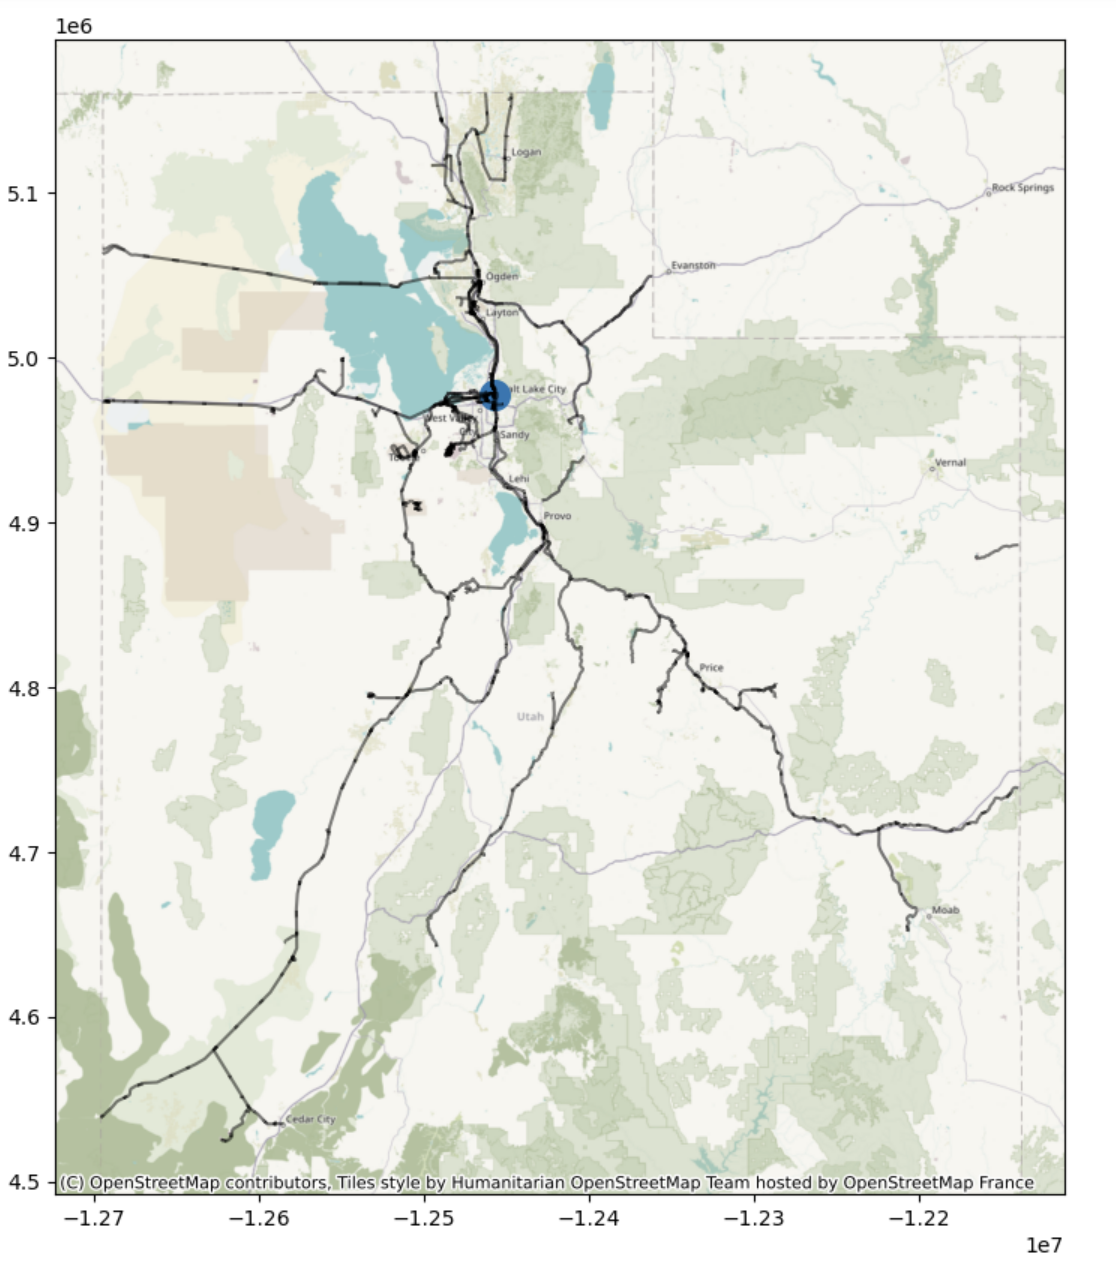 1e6
Logan
5.1
Rock Springs
Evanston
Ogden
Layton
5.0
alt Lake City
West Valley
City
Sandy
Vernal
Lehi
4.9
Provo
Price
4.8
Utah
4.7
Moab
4.6
Cedar City
4.5
(C) OpenStreetMap contributors, Tiles style by Humanitarian OpenStreetMap Team hosted by OpenStreetMap France
−1.27 −1.26 −1.25 −1.24 −1.23 −1.22
1e7